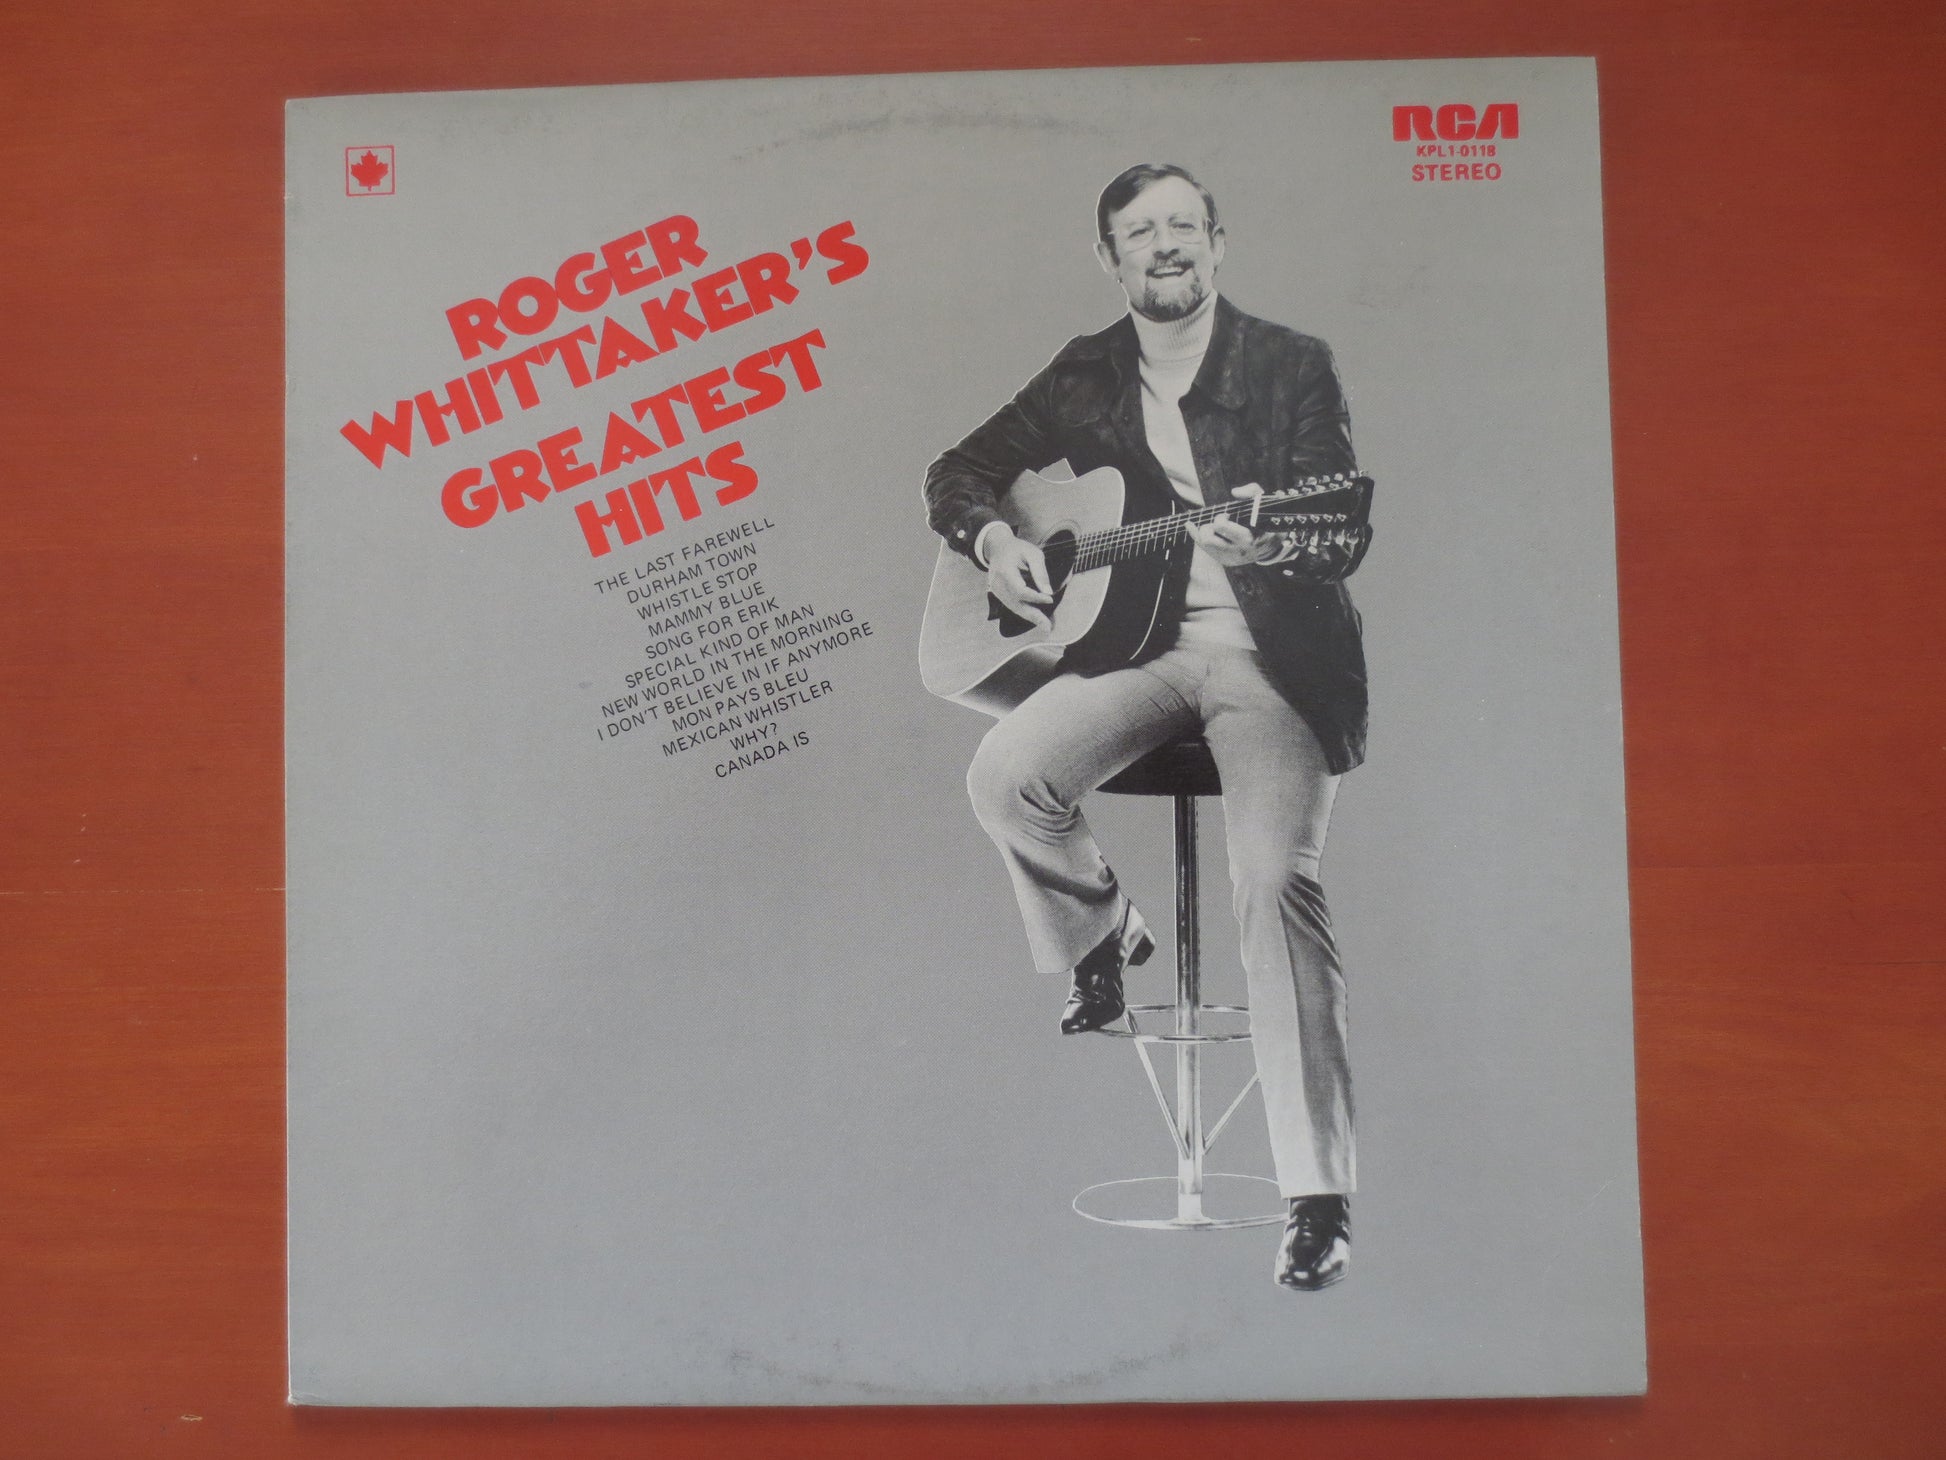 RCA
KPL1-0118
STEREO
ROGER
WHITTAKER'S
GREATEST
HITS
THE LAST FAREWELL
DURHAM TOWN
WHISTLE STOP
MAMMY BLUE
SONG FOR ERIK
SPECIAL KIND OF MAN
NEW WORLD IN THE MORNING
I DON'T BELIEVE IN IF ANYMORE
MON PAYS BLEU
MEXICAN WHISTLER
WHY?
CANADA IS